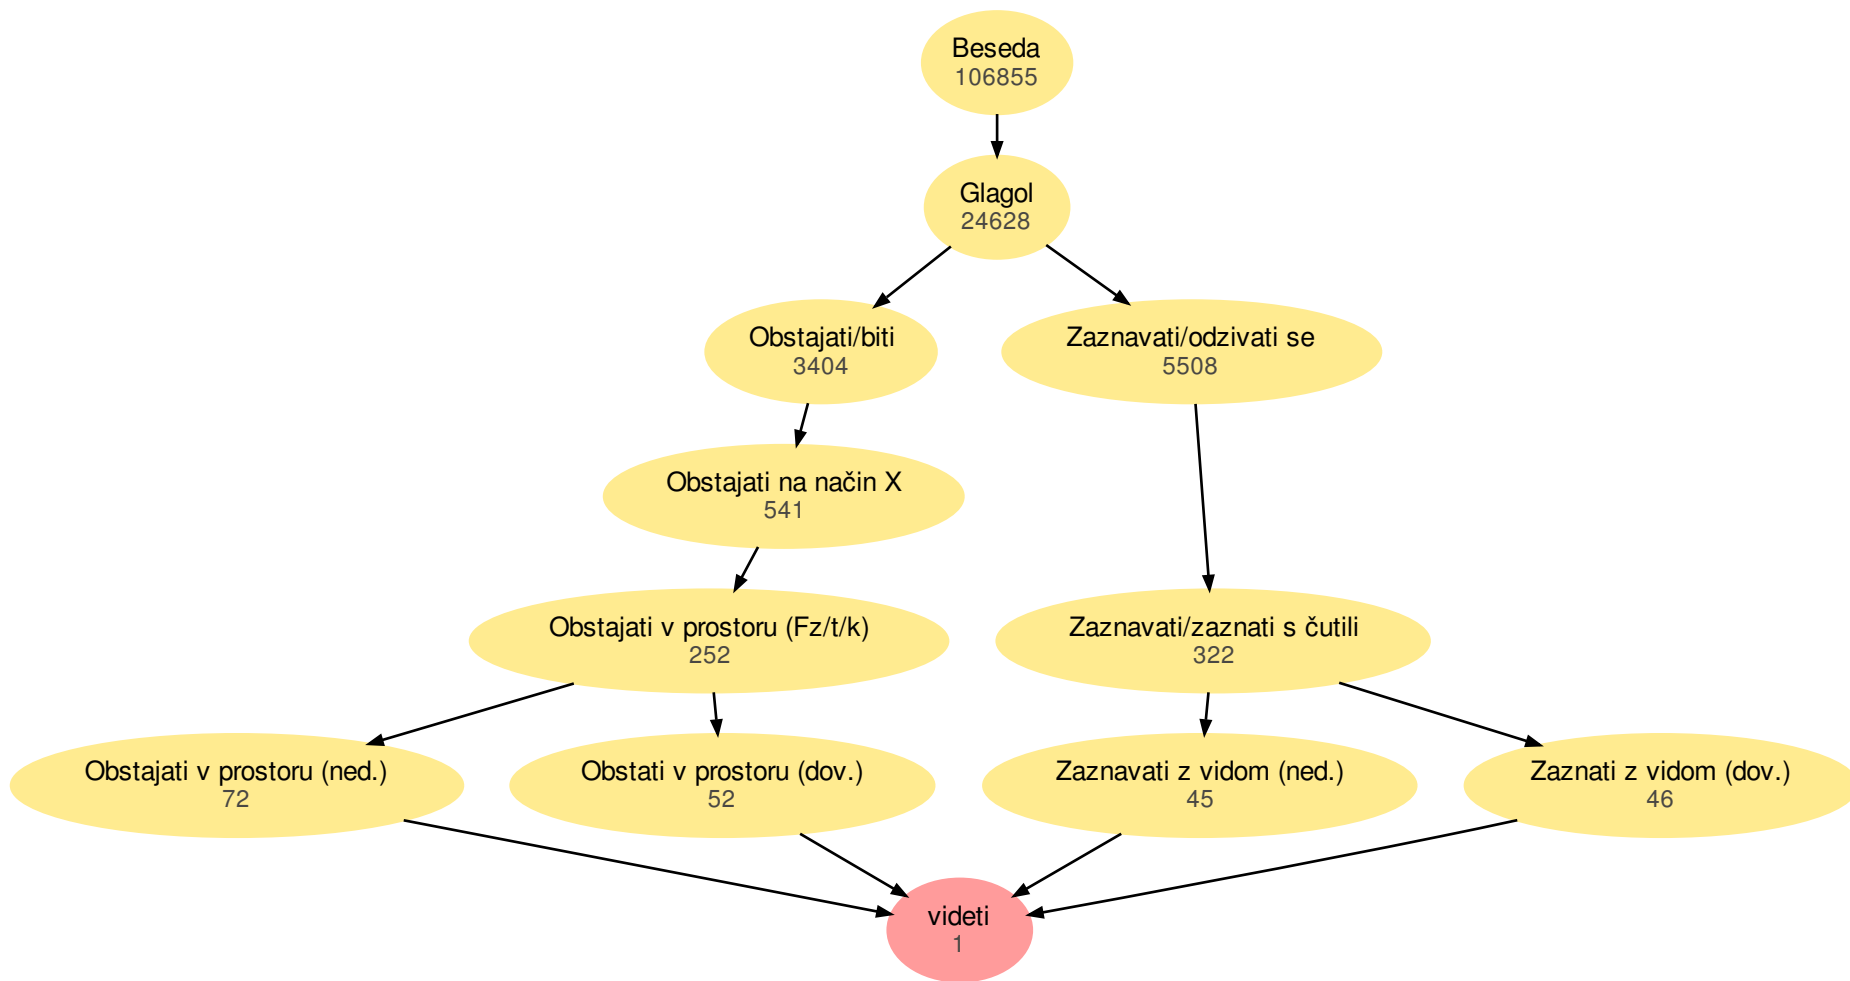 Beseda
106855
Glagol
24628
Obstajati/biti
3404
Zaznavati/odzivati se
5508
Obstajati na način X
541
Obstajati v prostoru (Fz/t/k)
252
Zaznavati/zaznati s čutili
322
Obstajati v prostoru (ned.)
72
Obstati v prostoru (dov.)
52
Zaznavati z vidom (ned.)
45
Zaznati z vidom (dov.)
46
videti
1